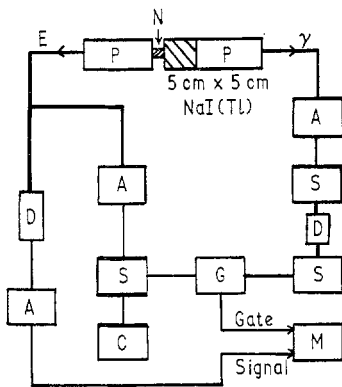 N
E P P γ
5 cm x 5 cm
NaI(Tl)
A
A S
D D
S G S
A
Gate
C M
Signal